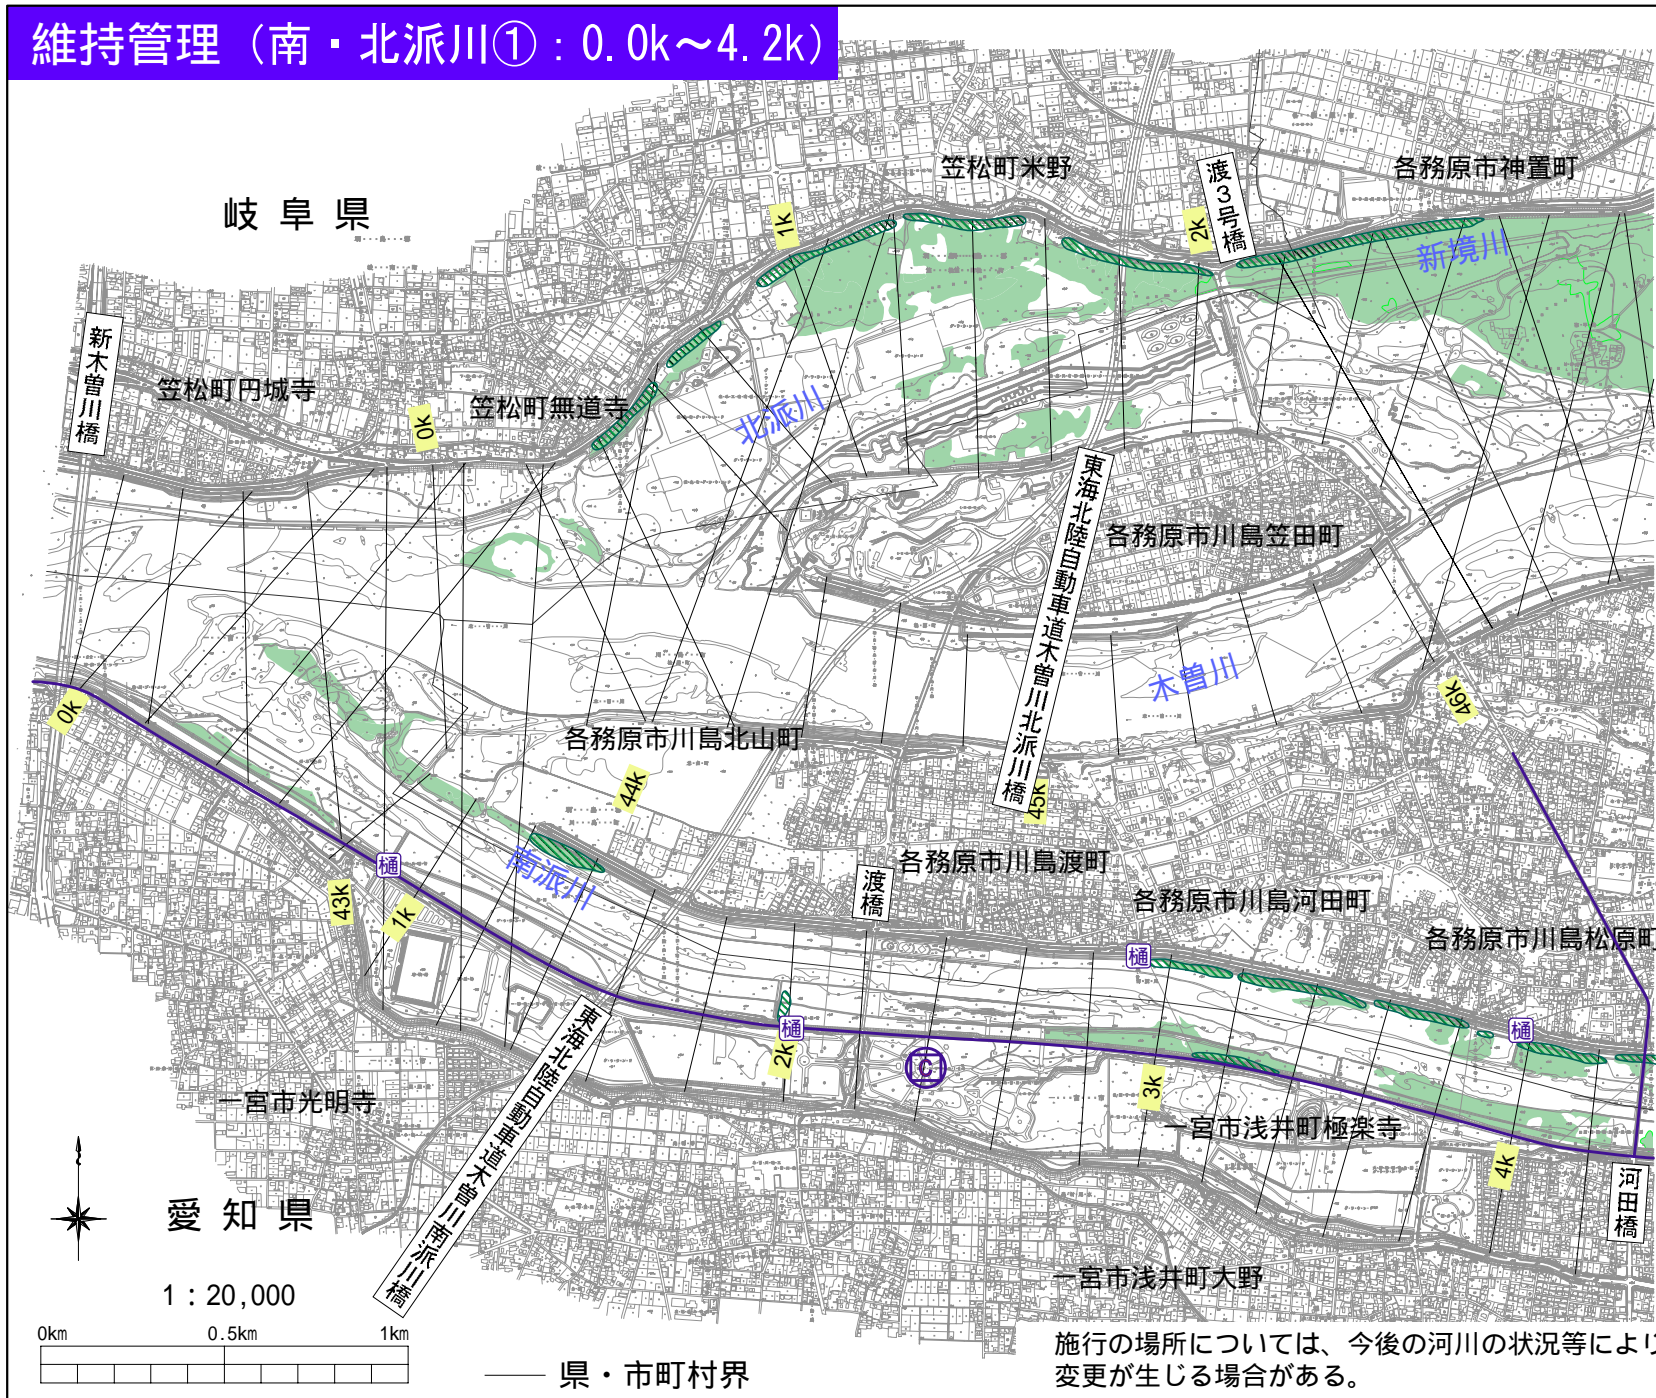 維持管理（南・北派川①：0.0k～4.2k）
岐阜県
笠松町米野
渡3号橋
各務原市神置町
1k
2k
新境川
新木曽川橋
笠松町円城寺
0k
笠松町無道寺
北派川
東海北陸自動車道木曽川北派川橋
各務原市川島笠田町
木曽川
46k
0k
各務原市川島北山町
44k
45k
南派川
樋
43k
1k
渡橋
各務原市川島渡町
各務原市川島河田町
各務原市川島松原町
樋
樋
樋
2k
C
3k
東海北陸自動車道木曽川南派川橋
一宮市光明寺
一宮市浅井町極楽寺
4k
河田橋
愛知県
一宮市浅井町大野
1：20,000
0km 0.5km 1km
県・市町村界
施行の場所については、今後の河川の状況等により
変更が生じる場合がある。